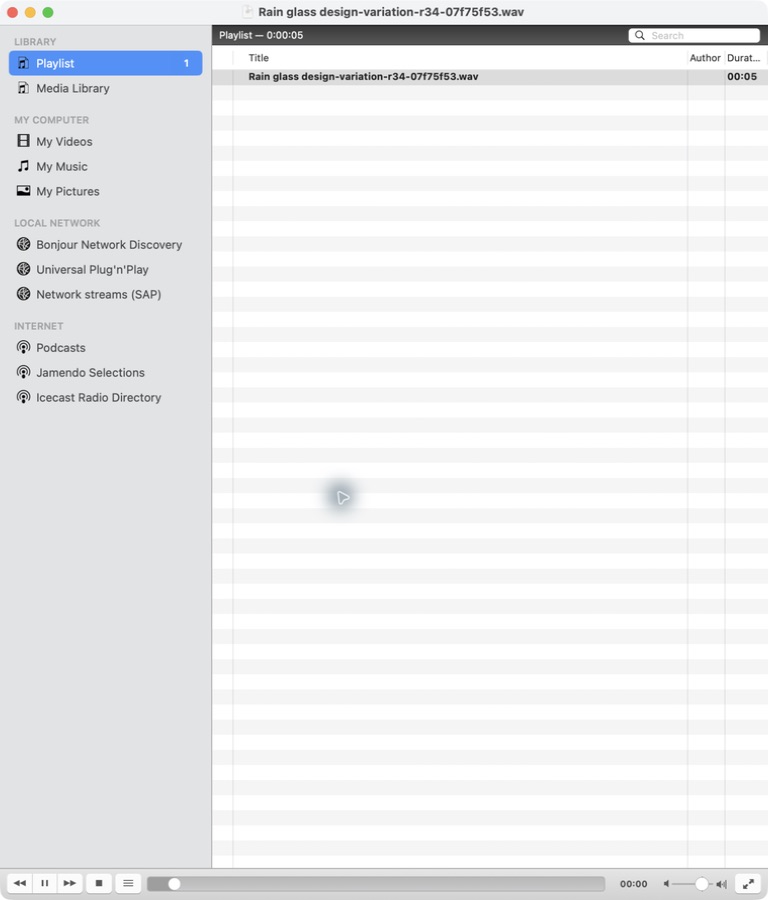 Rain glass design-variation-r34-07f75f53.wav
LIBRARY
Playlist 1
Media Library
MY COMPUTER
My Videos
My Music
My Pictures
LOCAL NETWORK
Bonjour Network Discovery
Universal Plug'n'Play
Network streams (SAP)
INTERNET
Podcasts
Jamendo Selections
Icecast Radio Directory
Playlist — 0:00:05
Search
Title Author Durat...
Rain glass design-variation-r34-07f75f53.wav 00:05
00:00